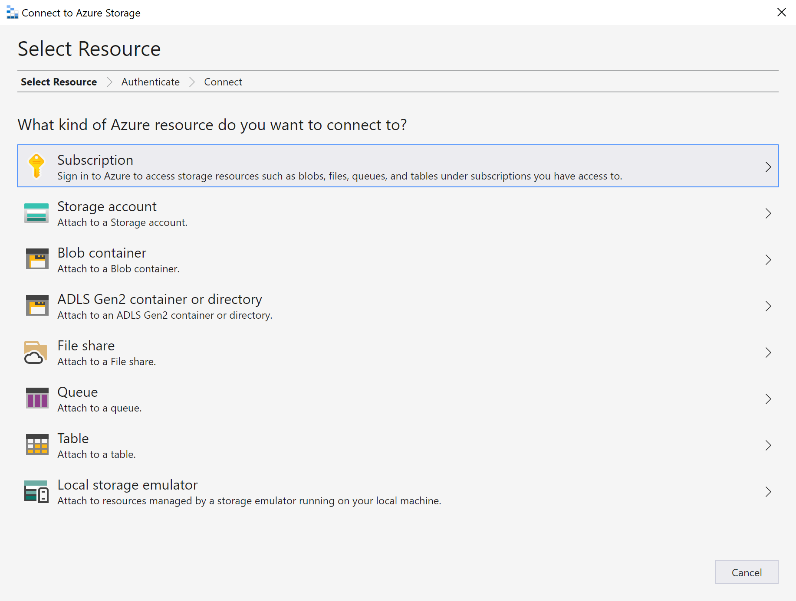 Connect to Azure Storage
Select Resource
Select Resource Authenticate Connect
What kind of Azure resource do you want to connect to?
Subscription
Sign in to Azure to access storage resources such as blobs, files, queues, and tables under subscriptions you have access to.
Storage account
Attach to a Storage account.
Blob container
Attach to a Blob container.
ADLS Gen2 container or directory
Attach to an ADLS Gen2 container or directory.
File share
Attach to a File share.
Queue
Attach to a queue.
Table
Attach to a table.
Local storage emulator
Attach to resources managed by a storage emulator running on your local machine.
Cancel